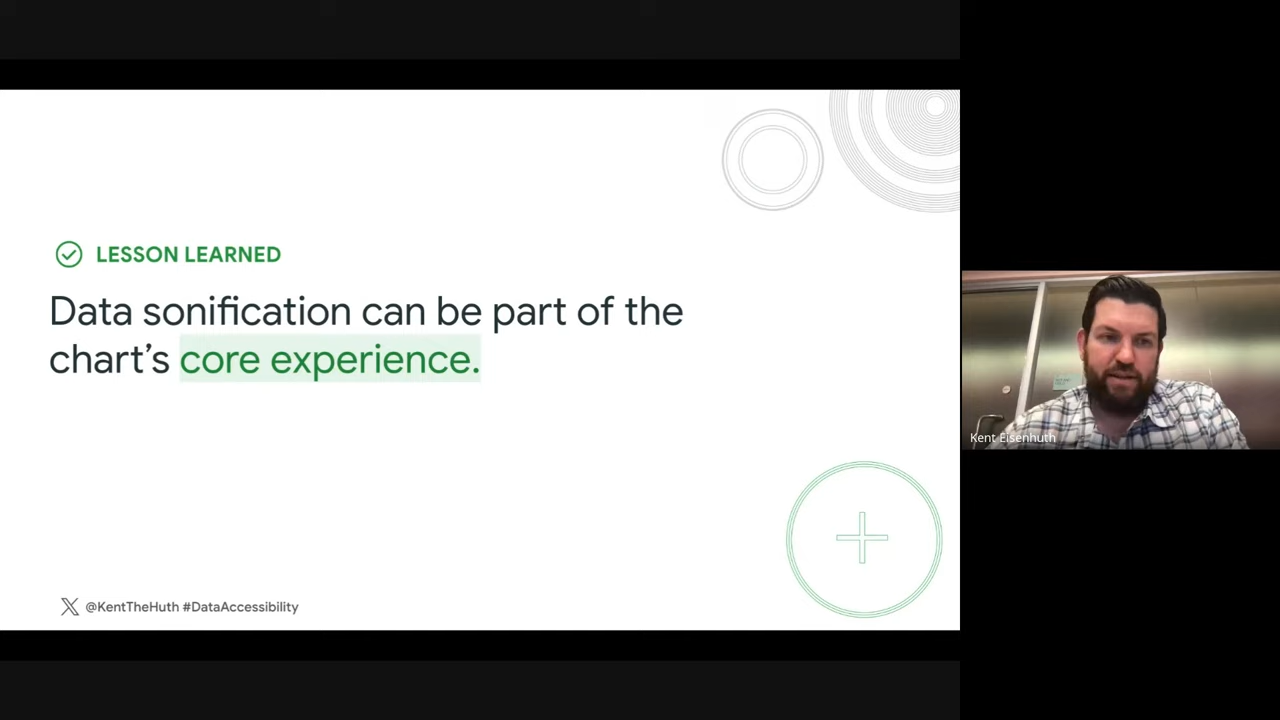 LESSON LEARNED
Data sonification can be part of the
chart’s core experience.
@KentTheHuth #DataAccessibility
Kent Eisenhuth